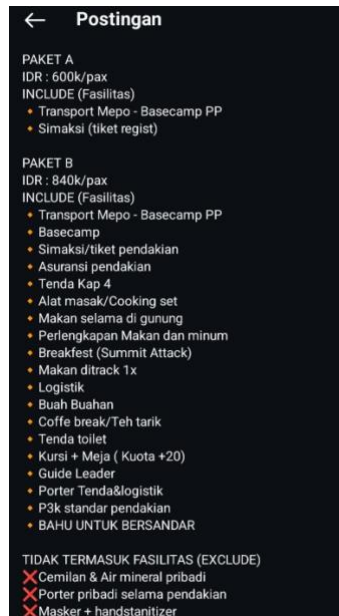 ← Postingan
PAKET A
IDR : 600k/pax
INCLUDE (Fasilitas)
🔸Transport Mepo - Basecamp PP
🔸Simaksi (tiket regist)
PAKET B
IDR : 840k/pax
INCLUDE (Fasilitas)
🔸Transport Mepo - Basecamp PP
🔸Basecamp
🔸Simaksi/tiket pendakian
🔸Asuransi pendakian
🔸Tenda Kap 4
🔸Alat masak/Cooking set
🔸Makan selama di gunung
🔸Perlengkapan Makan dan minum
🔸Breakfest (Summit Attack)
🔸Makan ditrack 1x
🔸Logistik
🔸Buah Buahan
🔸Coffe break/Teh tarik
🔸Tenda toilet
🔸Kursi + Meja ( Kuota +20)
🔸Guide Leader
🔸Porter Tenda&logistik
🔸P3k standar pendakian
🔸BAHU UNTUK BERSANDAR
TIDAK TERMASUK FASILITAS (EXCLUDE)
❌Cemilan & Air mineral pribadi
❌Porter pribadi selama pendakian
❌Masker + handstanitizer